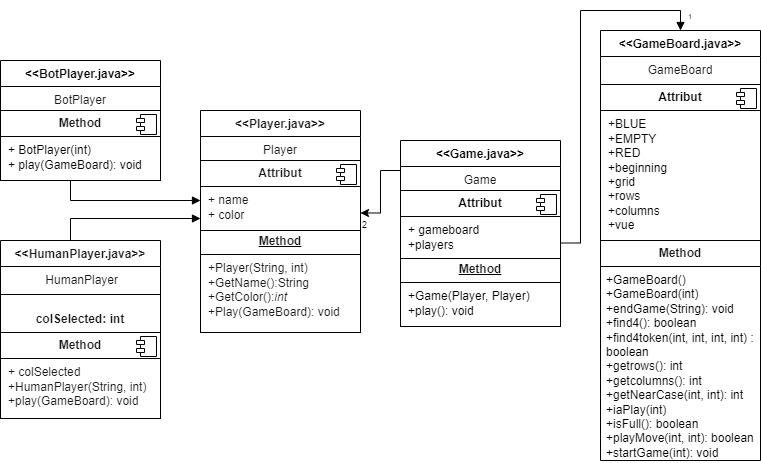 <<BotPlayer.java>>
BotPlayer
Method
+ BotPlayer(int)
+ play(GameBoard): void
<<HumanPlayer.java>>
HumanPlayer
colSelected: int
Method
+ colSelected
+HumanPlayer(String, int)
+play(GameBoard): void
<<Player.java>>
Player
Attribut
+ name
+ color
Method
+Player(String, int)
+GetName():String
+GetColor():int
+Play(GameBoard): void
2
<<Game.java>>
Game
Attribut
+ gameboard
+players
Method
+Game(Player, Player)
+play(): void
1
<<GameBoard.java>>
GameBoard
Attribut
+BLUE
+EMPTY
+RED
+beginning
+grid
+rows
+columns
+vue
Method
+GameBoard()
+GameBoard(int)
+endGame(String): void
+find4(): boolean
+find4token(int, int, int, int) :
boolean
+getrows(): int
+getcolumns(): int
+getNearCase(int, int): int
+iaPlay(int)
+isFull(): boolean
+playMove(int, int): boolean
+startGame(int): void